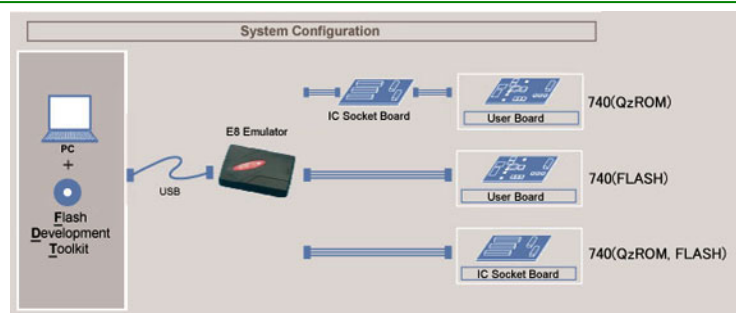 System Configuration
PC
+
Flash
Development
Toolkit
USB
E8 Emulator
IC Socket Board
User Board
740(QzROM)
User Board
740(FLASH)
IC Socket Board
740(QzROM, FLASH)